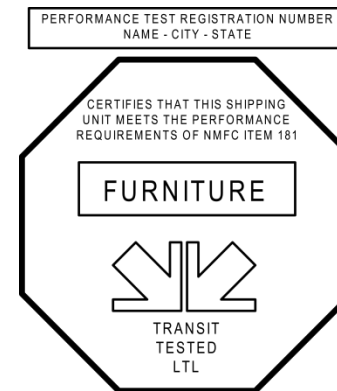 PERFORMANCE TEST REGISTRATION NUMBER
NAME - CITY - STATE
CERTIFIES THAT THIS SHIPPING
UNIT MEETS THE PERFORMANCE
REQUIREMENTS OF NMFC ITEM 181
FURNITURE
TRANSIT
TESTED
LTL